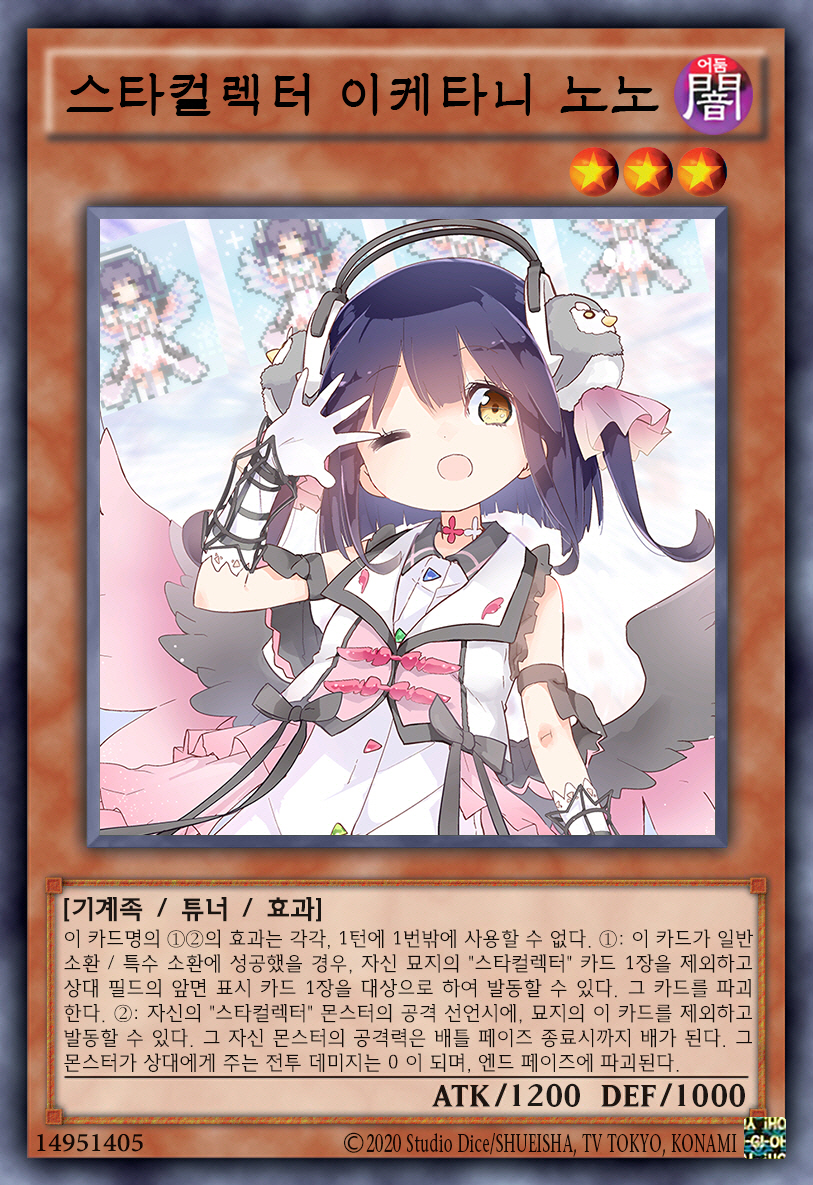 스타컬렉터 이케타니 노노
어둠
闇
[기계족 / 튜너 / 효과]
이 카드명의 ①②의 효과는 각각, 1턴에 1번밖에 사용할 수 없다. ①: 이 카드가 일반
소환 / 특수 소환에 성공했을 경우, 자신 묘지의 "스타컬렉터" 카드 1장을 제외하고
상대 필드의 앞면 표시 카드 1장을 대상으로 하여 발동할 수 있다. 그 카드를 파괴
한다. ②: 자신의 "스타컬렉터" 몬스터의 공격 선언시에, 묘지의 이 카드를 제외하고
발동할 수 있다. 그 자신 몬스터의 공격력은 배틀 페이즈 종료시까지 배가 된다. 그
몬스터가 상대에게 주는 전투 데미지는 0 이 되며, 엔드 페이즈에 파괴된다.
ATK/1200 DEF/1000
14951405 ©2020 Studio Dice/SHUEISHA, TV TOKYO, KONAMI